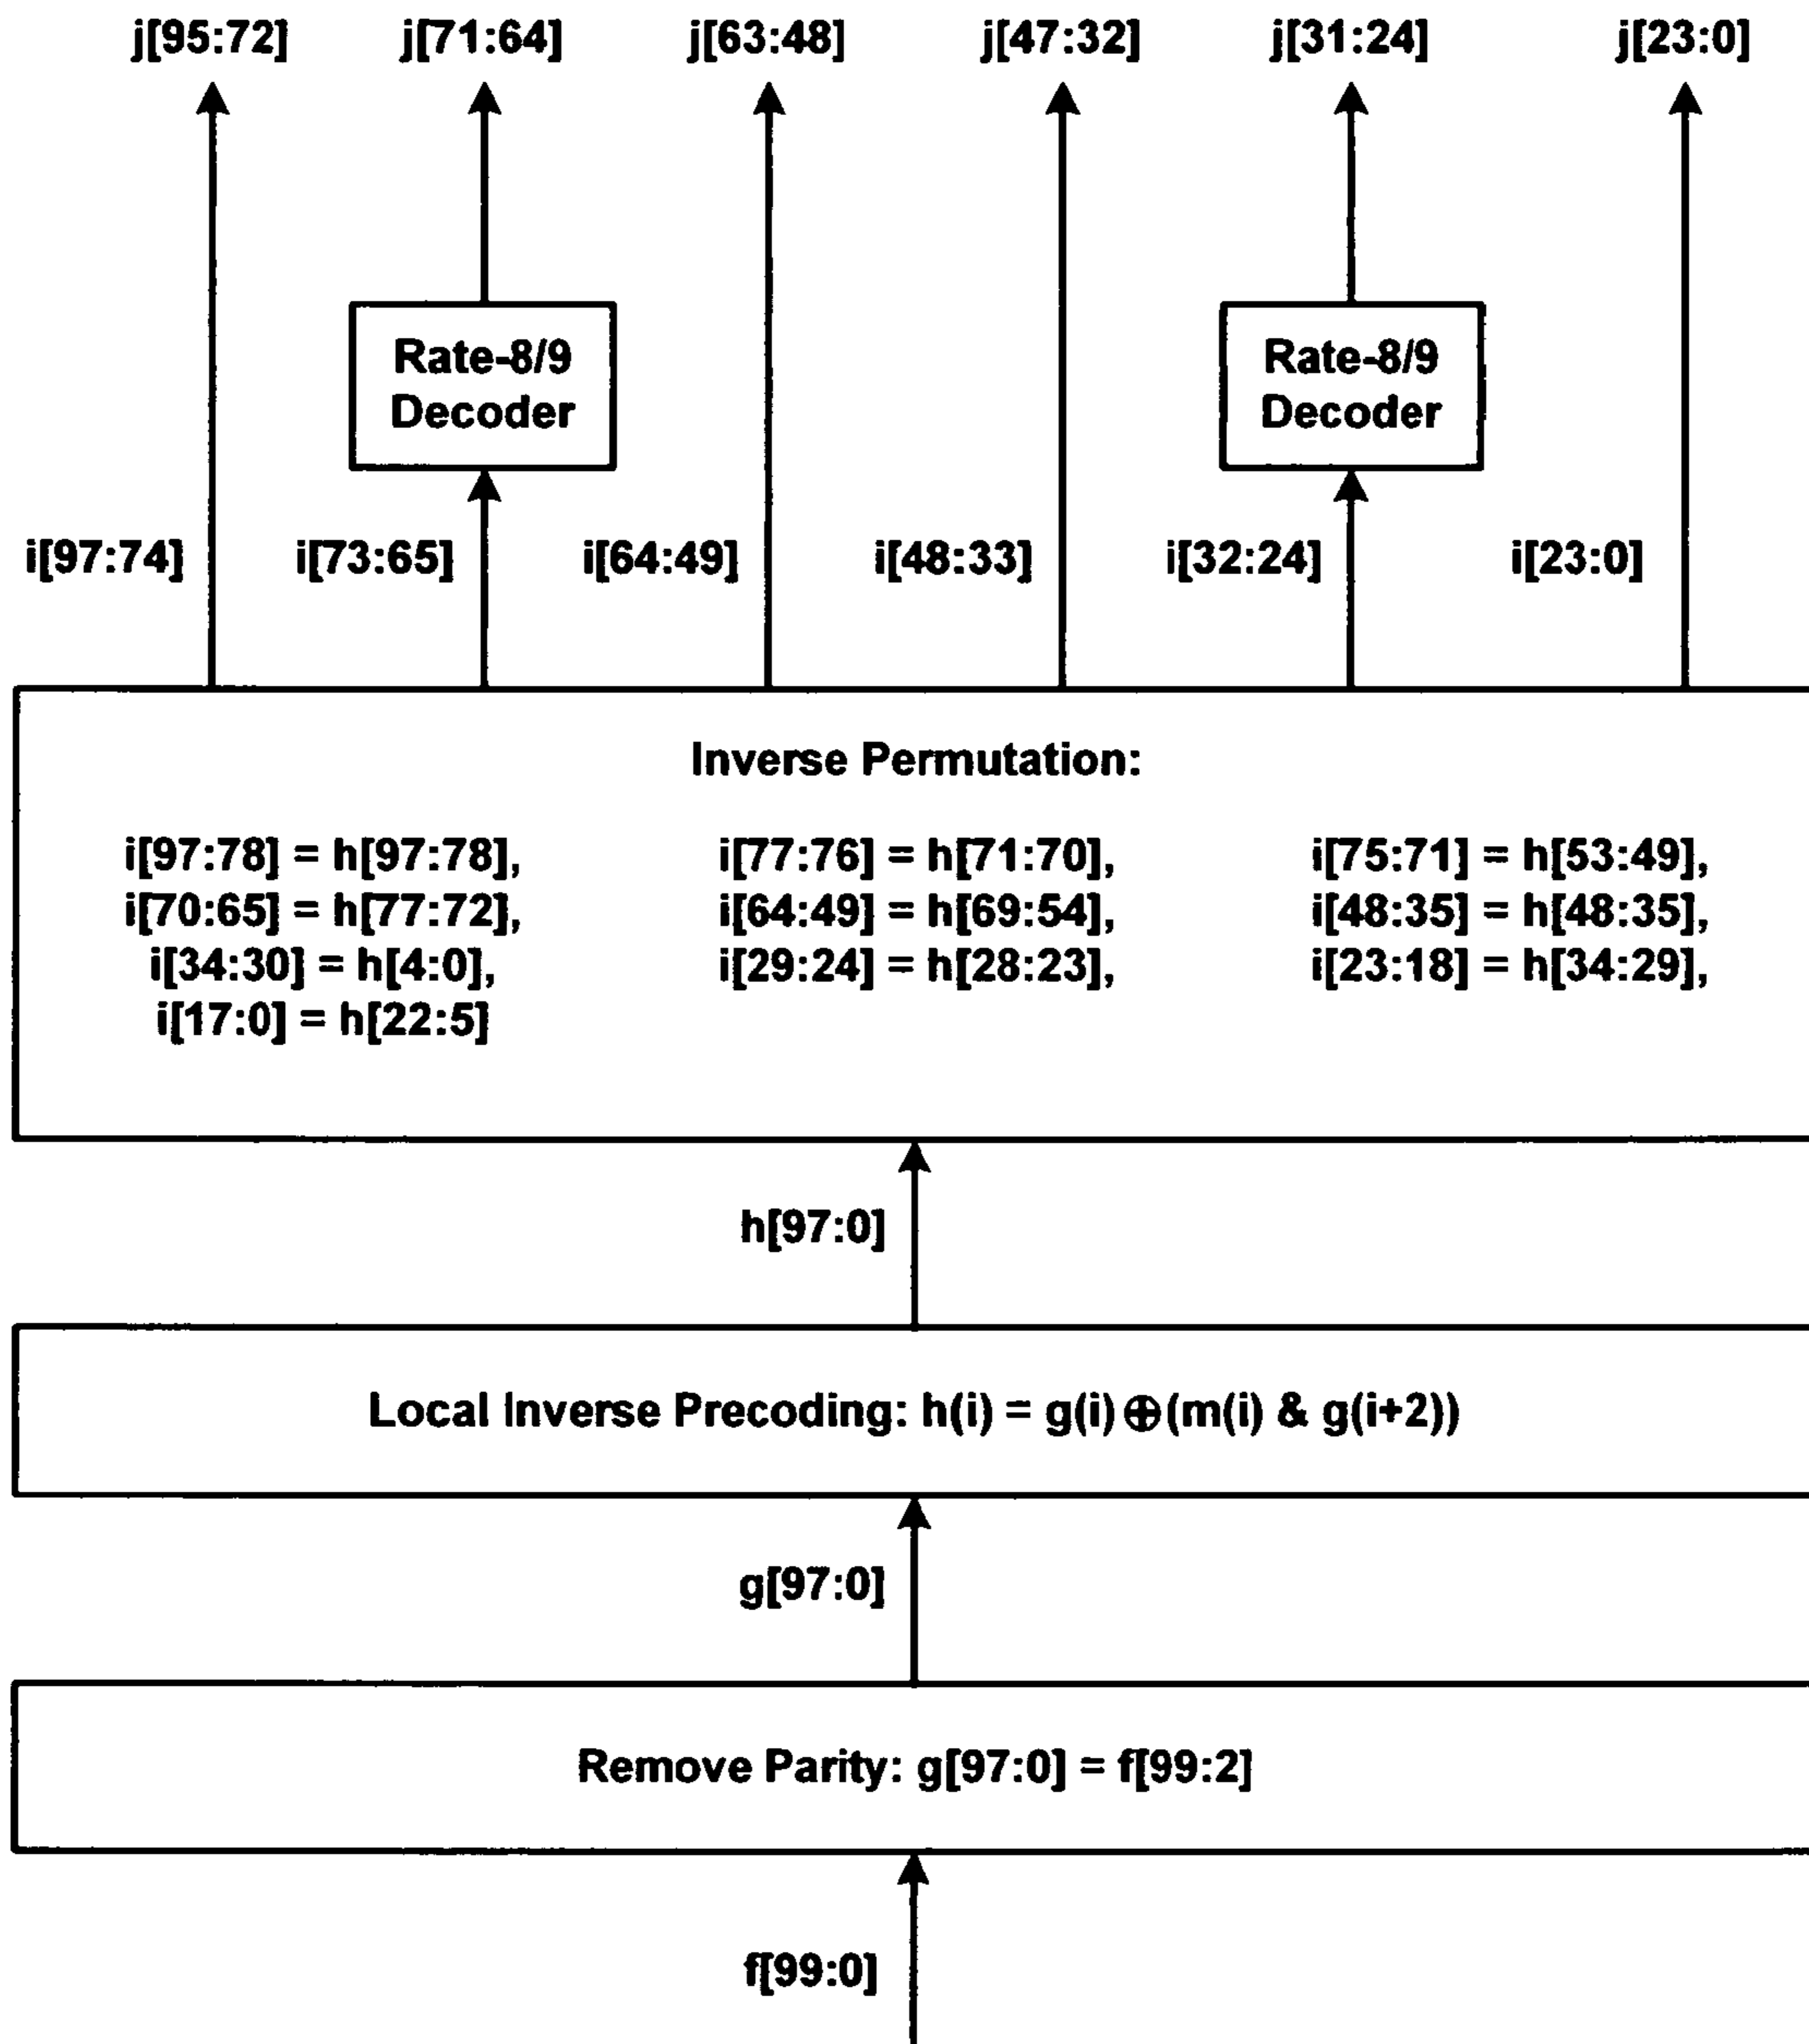 j[95:72] j[71:64] j[63:48] j[47:32] j[31:24] j[23:0]
Rate-8/9 Rate-8/9
Decoder Decoder
i[97:74] i[73:65] i[64:49] i[48:33] i[32:24] i[23:0]
Inverse Permutation:
i[97:78] = h[97:78], i[77:76] = h[71:70], i[75:71] = h[53:49],
i[70:65] = h[77:72], i[64:49] = h[69:54], i[48:35] = h[48:35],
i[34:30] = h[4:0], i[29:24] = h[28:23], i[23:18] = h[34:29],
i[17:0] = h[22:5]
h[97:0]
Local Inverse Precoding: h(i) = g(i) ⊕ (m(i) & g(i+2))
g[97:0]
Remove Parity: g[97:0] = f[99:2]
f[99:0]